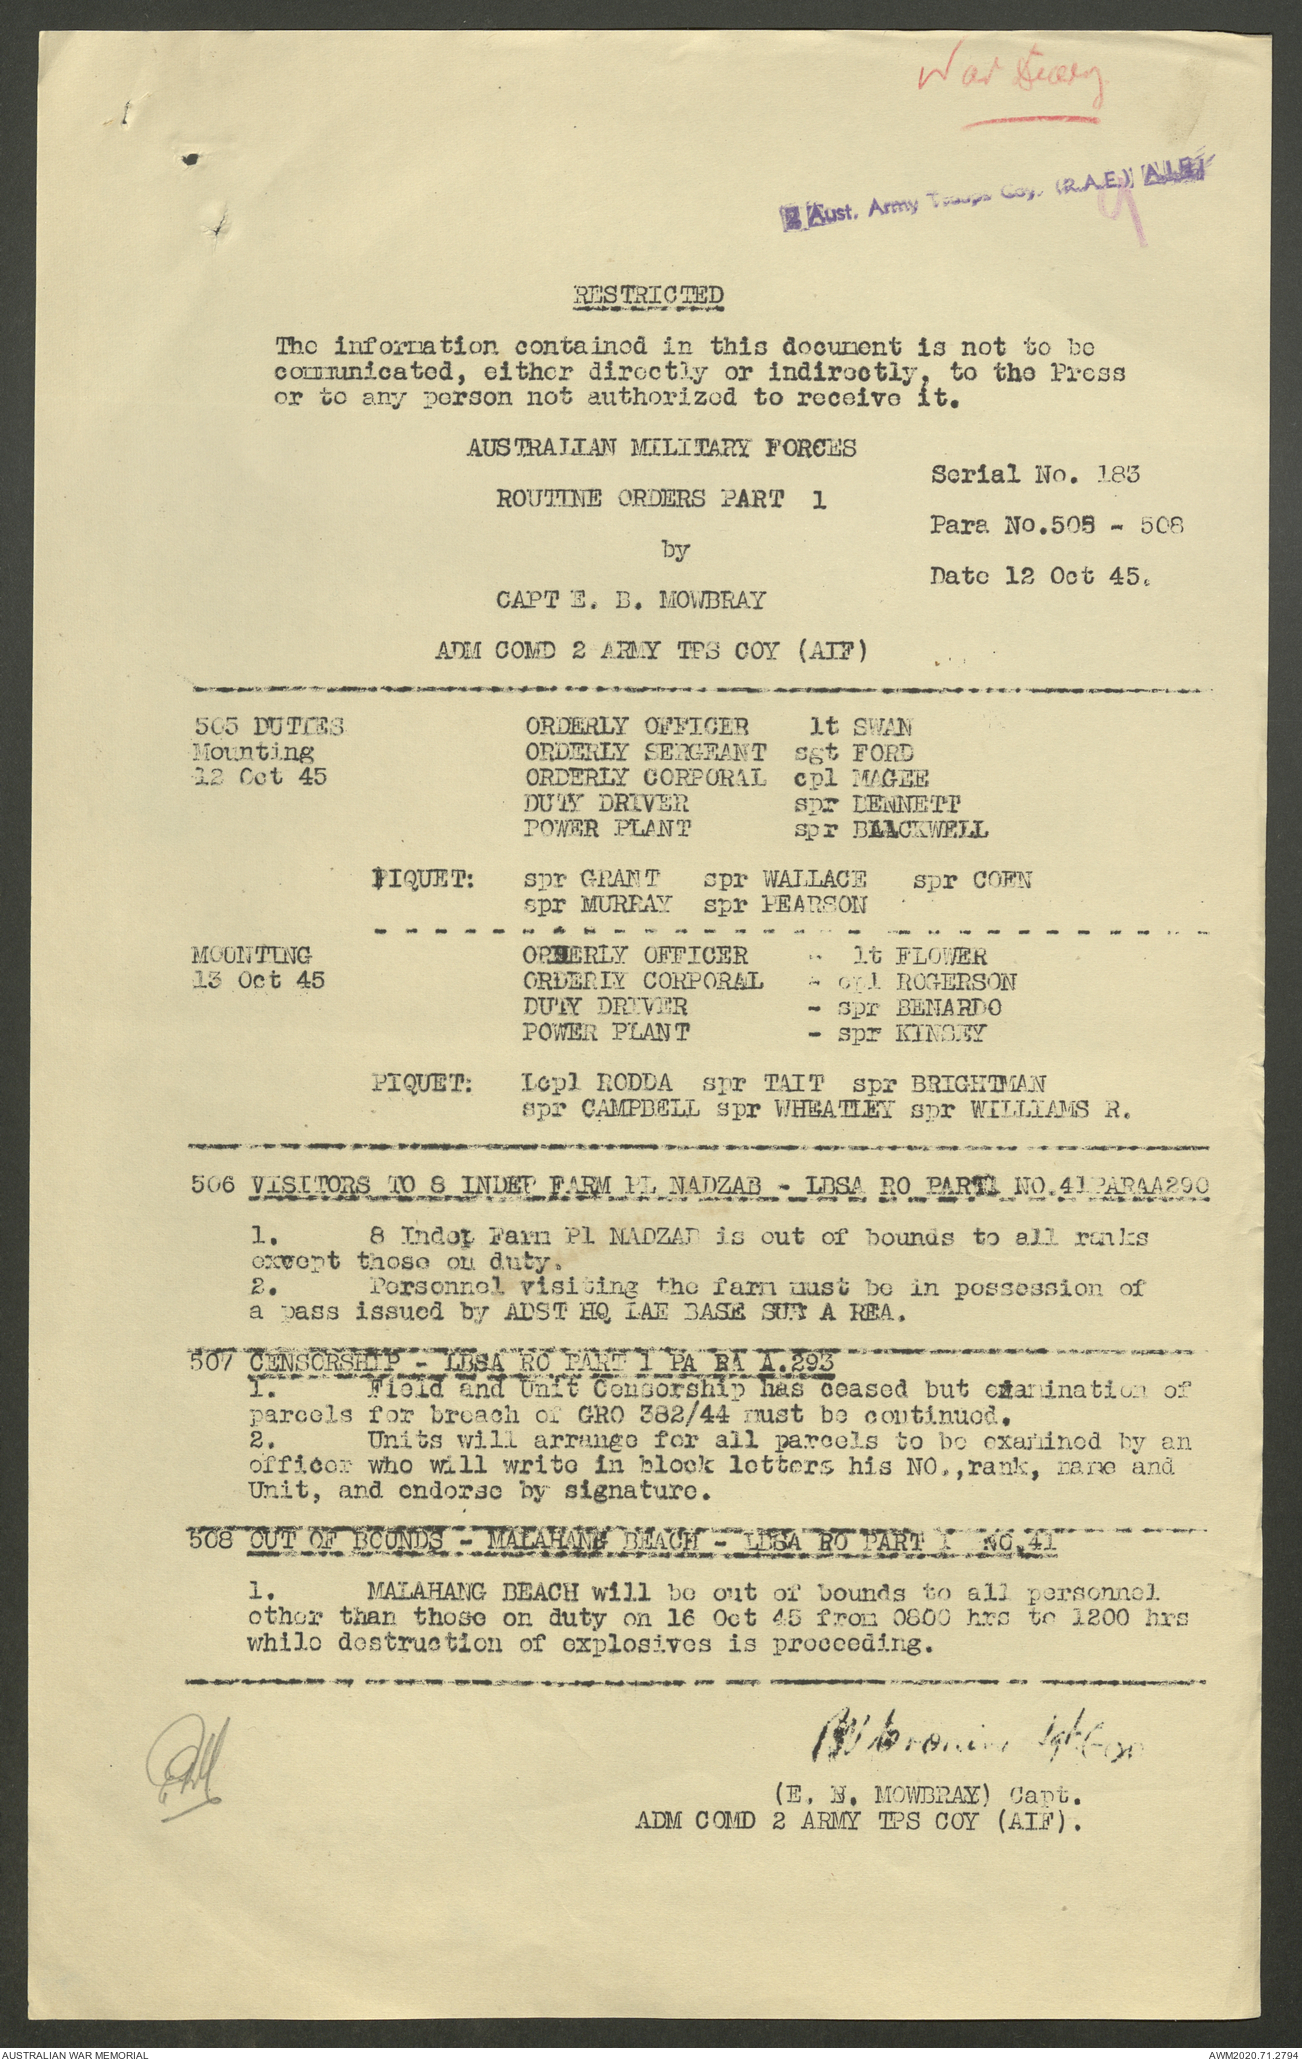 War Diary
2 Aust. Army Troops Coy. (R.A.E.) A.I.F.
RESTRICTED
The information contained in this document is not to be
communicated, either directly or indirectly, to the Press
or to any person not authorized to receive it.
AUSTRALIAN MILITARY FORCES
Serial No. 183
ROUTINE ORDERS PART 1
Para No.505 - 508
by
Date 12 Oct 45.
CAPT E. B. MOWBRAY
ADM COMD 2 ARMY TPS COY (AIF)
505 DUTIES ORDERLY OFFICER lt SWAN
Mounting ORDERLY SERGEANT sgt FORD
12 Oct 45 ORDERLY CORPORAL cpl MAGEE
DUTY DRIVER spr DENNETT
POWER PLANT spr BLACKWELL
PIQUET: spr GRANT spr WALLACE spr COEN
spr MURRAY spr PEARSON
MOUNTING ORDERLY OFFICER - lt FLOWER
13 Oct 45 ORDERLY CORPORAL - cpl ROGERSON
DUTY DRIVER - spr BENARDO
POWER PLANT - spr KINSEY
PIQUET: Lcpl RODDA spr TAIT spr BRIGHTMAN
spr CAMPBELL spr WHEATLEY spr WILLIAMS R.
506 VISITORS TO 8 INDEP FARM PL NADZAB - LBSA RO PART1 NO.41PARAA290
1. 8 Indep Farm Pl NADZAB is out of bounds to all ranks
except those on duty.
2. Personnel visiting the farm must be in possession of
a pass issued by ADST HQ LAE BASE SUB A REA.
507 CENSORSHIP - LBSA RO PART 1 PA RA A.293
1. Field and Unit Censorship has ceased but examination of
parcels for breach of GRO 382/44 must be continued.
2. Units will arrange for all parcels to be examined by an
officer who will write in block letters his NO.,rank, name and
Unit, and endorse by signature.
508 OUT OF BOUNDS - MALAHANG BEACH - LBSA RO PART 1 NO.41
1. MALAHANG BEACH will be out of bounds to all personnel
other than those on duty on 16 Oct 45 from 0800 hrs to 1200 hrs
while destruction of explosives is proceeding.
(E. B. MOWBRAY) Capt.
ADM COMD 2 ARMY TPS COY (AIF).
AUSTRALIAN WAR MEMORIAL
AWM2020.71.2794